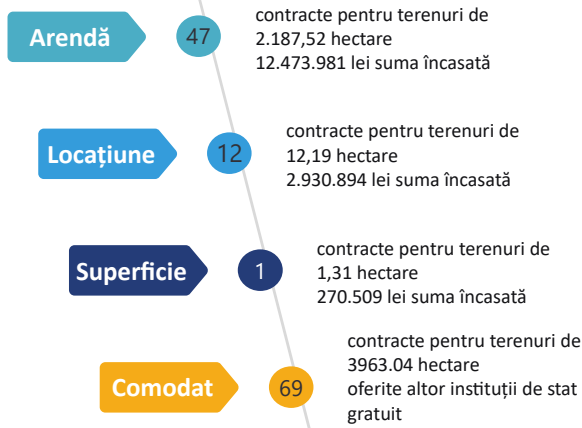 Arendă
47
contracte pentru terenuri de
2.187,52 hectare
12.473.981 lei suma încasată
Locațiune
12
contracte pentru terenuri de
12,19 hectare
2.930.894 lei suma încasată
Superficie
1
contracte pentru terenuri de
1,31 hectare
270.509 lei suma încasată
Comodat
69
contracte pentru terenuri de
3963.04 hectare
oferite altor instituții de stat
gratuit